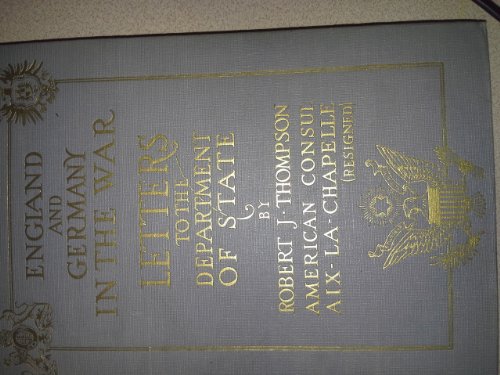 ENGLAND
AND
GERMANY
IN THE WAR
LETTERS
TO THE
DEPARTMENT
OF STATE
BY
ROBERT J. THOMPSON
AMERICAN CONSUL
AIX-LA-CHAPELLE
(RESIGNED)